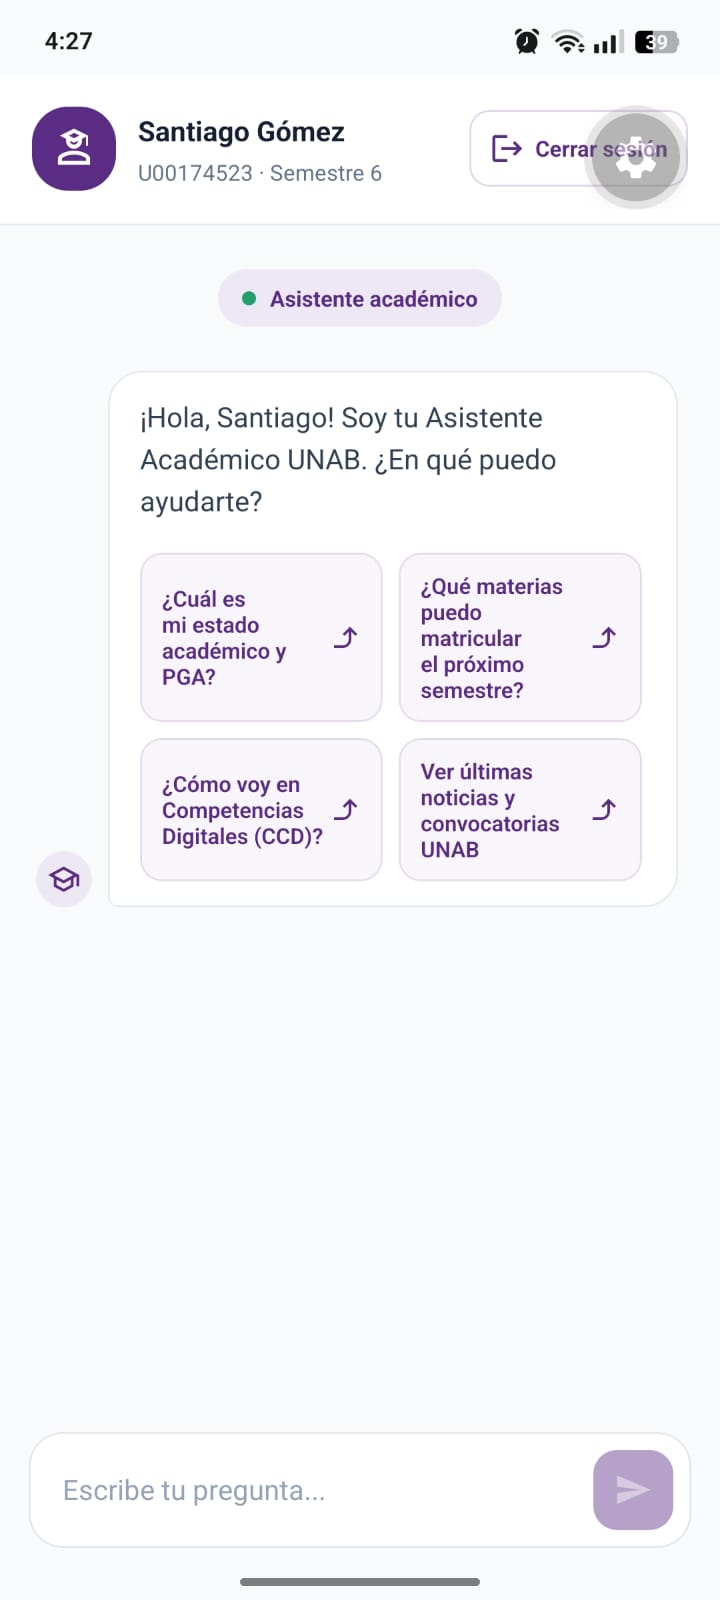 4:27
39
Santiago Gómez
U00174523 · Semestre 6
Cerrar sesión
Asistente académico
¡Hola, Santiago! Soy tu Asistente
Académico UNAB. ¿En qué puedo
ayudarte?
¿Cuál es
mi estado
académico y
PGA?
¿Qué materias
puedo
matricular
el próximo
semestre?
¿Cómo voy en
Competencias
Digitales (CCD)?
Ver últimas
noticias y
convocatorias
UNAB
Escribe tu pregunta...